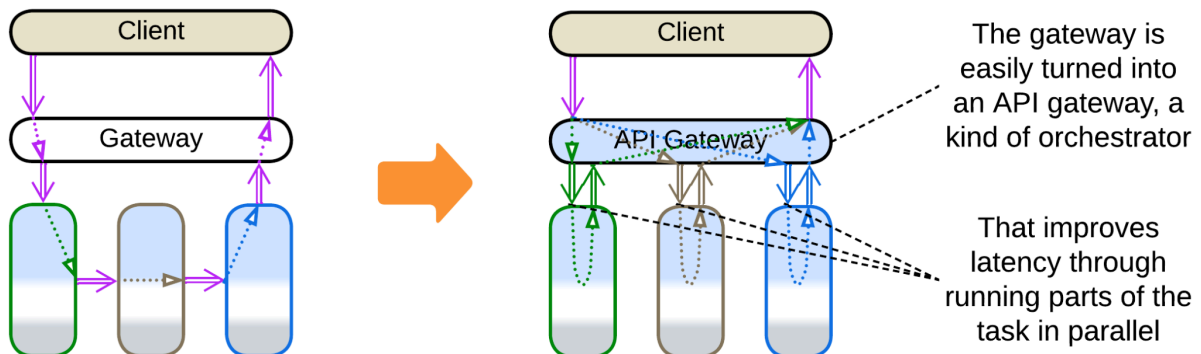 Client
Gateway
Client
API Gateway
The gateway is
easily turned into
an API gateway, a
kind of orchestrator
That improves
latency through
running parts of the
task in parallel